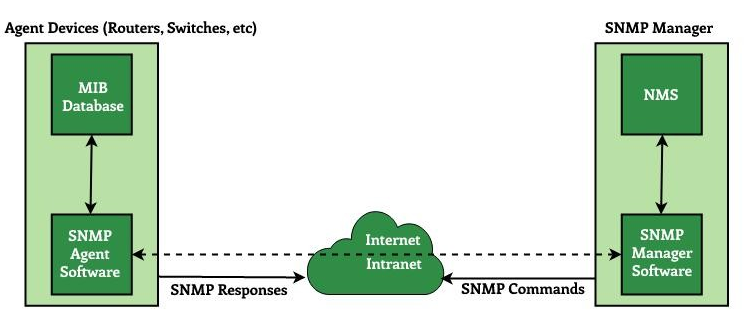 Agent Devices (Routers, Switches, etc)
SNMP Manager
MIB
Database
NMS
SNMP
Agent
Software
Internet
Intranet
SNMP
Manager
Software
SNMP Responses
SNMP Commands